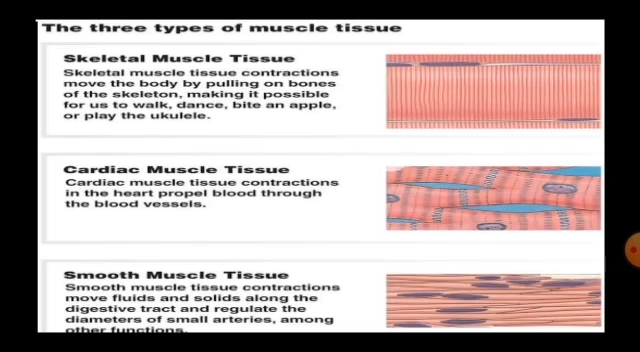 The three types of muscle tissue
Skeletal Muscle Tissue
Skeletal muscle tissue contractions
move the body by pulling on bones
of the skeleton, making it possible
for us to walk, dance, bite an apple,
or play the ukulele.
Cardiac Muscle Tissue
Cardiac muscle tissue contractions
in the heart propel blood through
the blood vessels.
Smooth Muscle Tissue
Smooth muscle tissue contractions
move fluids and solids along the
digestive tract and regulate the
diameters of small arteries, among
other functions.